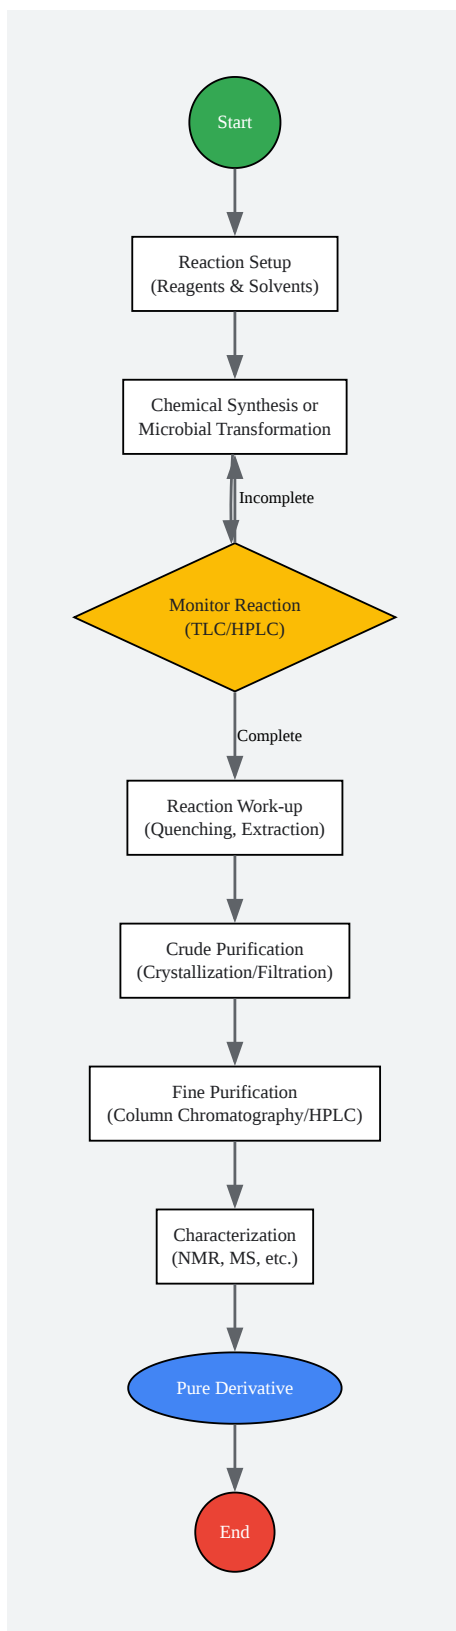 Start
Reaction Setup
(Reagents & Solvents)
Chemical Synthesis or
Microbial Transformation
Incomplete
Monitor Reaction
(TLC/HPLC)
Complete
Reaction Work-up
(Quenching, Extraction)
Crude Purification
(Crystallization/Filtration)
Fine Purification
(Column Chromatography/HPLC)
Characterization
(NMR, MS, etc.)
Pure Derivative
End